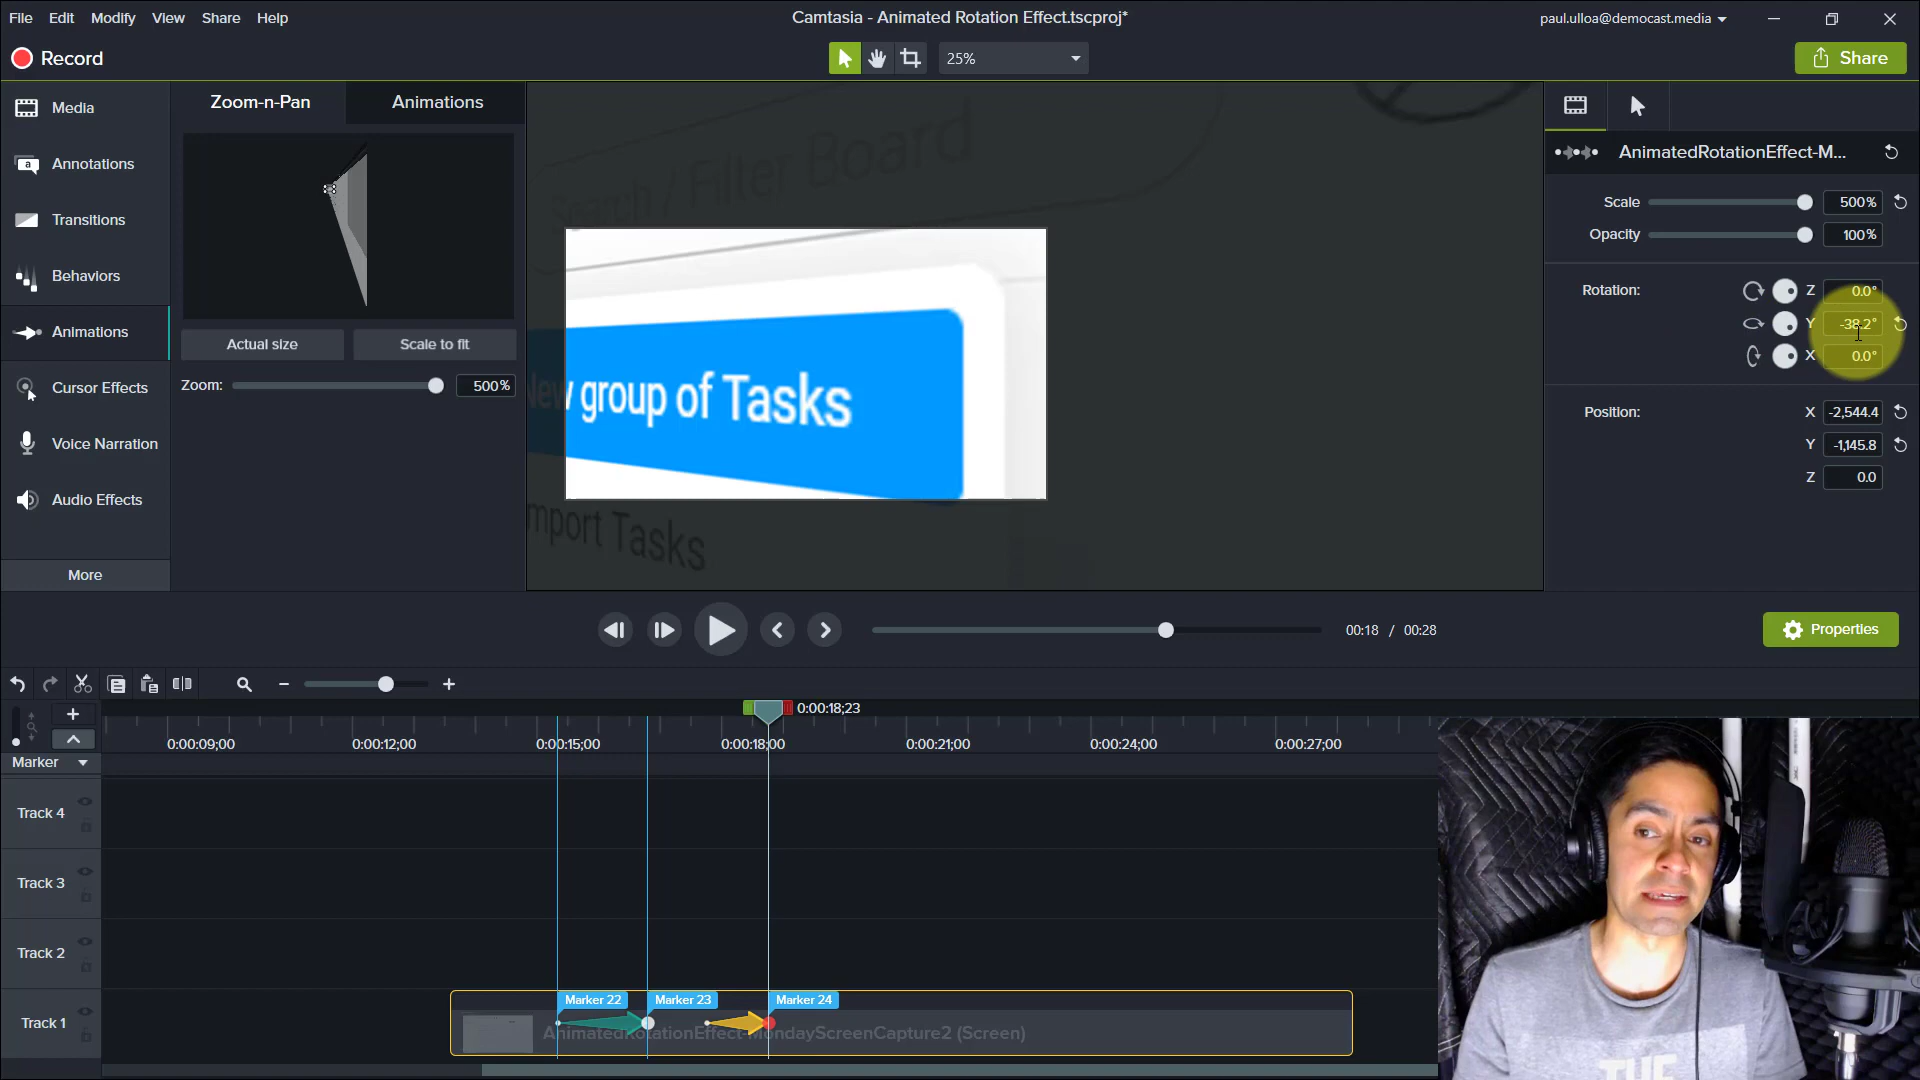 File Edit Modify View Share Help
Camtasia - Animated Rotation Effect.tscproj*
paul.ulloa@democast.media
Record
25%
Share
Media
Annotations
Transitions
Behaviors
Animations
Cursor Effects
Voice Narration
Audio Effects
More
Zoom-n-Pan Animations
Actual size Scale to fit
Zoom: 500%
Search / Filter Board
New group of Tasks
Import Tasks
AnimatedRotationEffect-M...
Scale 500%
Opacity 100%
Rotation: Z 0.0°
Y -38.2°
X 0.0°
Position: X -2,544.4
Y -1,145.8
Z 0.0
00:18 / 00:28
Properties
0:00:18;23
0:00:09;00 0:00:12;00 0:00:15;00 0:00:18;00 0:00:21;00 0:00:24;00 0:00:27;00
Marker
Track 4
Track 3
Track 2
Track 1
Marker 22 Marker 23 Marker 24
AnimatedRotationEffect-MondayScreenCapture2 (Screen)
THE